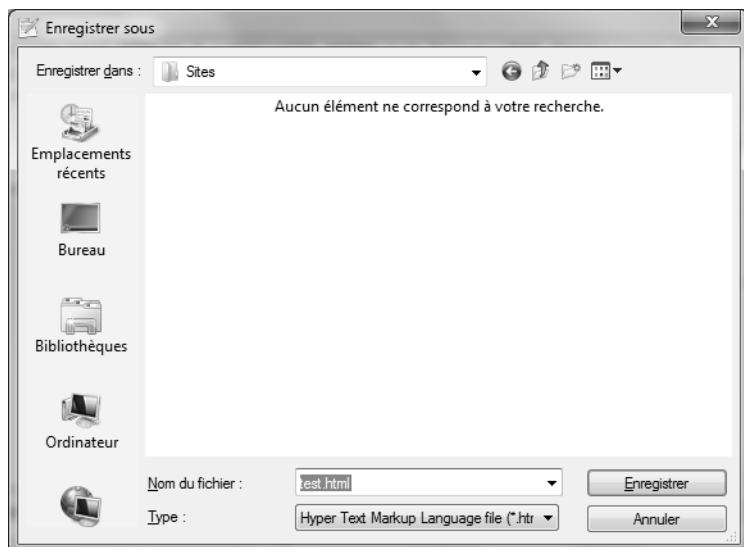 Enregistrer sous
x
Enregistrer dans :
Sites
Aucun élément ne correspond à votre recherche.
Emplacements
récents
Bureau
Bibliothèques
Ordinateur
Nom du fichier :
test.html
Enregistrer
Type :
Hyper Text Markup Language file (*.htr
Annuler